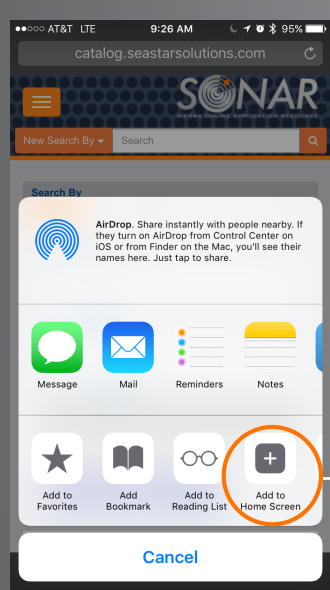 ●●○○○ AT&T LTE 9:26 AM 95%
catalog.seastarsolutions.com
SONAR
SIERRA ONLINE APPLICATION RESOURCE
New Search By Search
Search By
AirDrop. Share instantly with people nearby. If
they turn on AirDrop from Control Center on
iOS or from Finder on the Mac, you'll see their
names here. Just tap to share.
Message Mail Reminders Notes
Add to Favorites
Add Bookmark
Add to Reading List
Add to Home Screen
Cancel